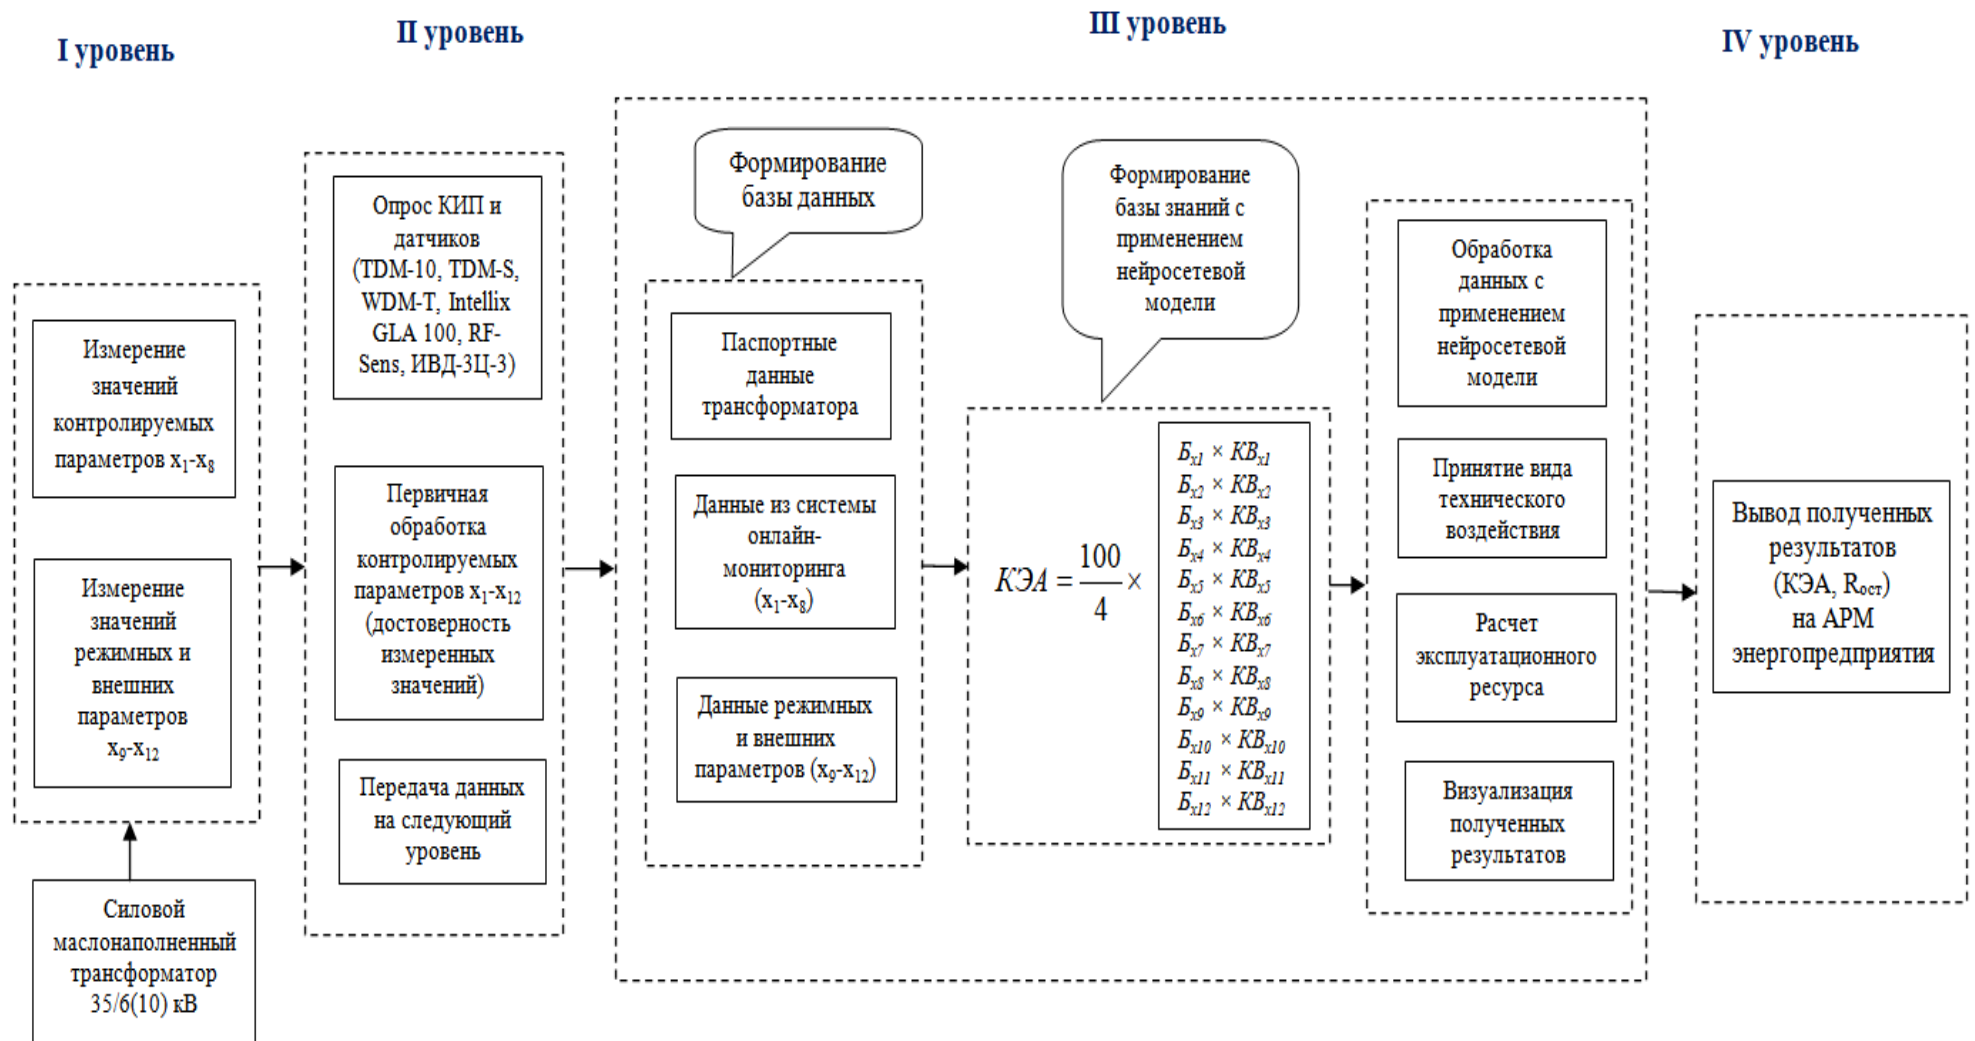 I уровень
II уровень
III уровень
IV уровень
Измерение
значений
контролируемых
параметров x₁-x₈
Измерение
значений
режимных и
внешних
параметров
x₉-x₁₂
Силовой
маслонаполненный
трансформатор
35/6(10) кВ
Опрос КИП и
датчиков
(TDM-10, TDM-S,
WDM-T, Intellix
GLA 100, RF-
Sens, ИВД-3Ц-3)
Первичная
обработка
контролируемых
параметров x₁-x₁₂
(достоверность
измеренных
значений)
Передача данных
на следующий
уровень
Формирование
базы данных
Паспортные
данные
трансформатора
Данные из системы
онлайн-
мониторинга
(x₁-x₈)
Данные режимных
и внешних
параметров (x₉-x₁₂)
Формирование
базы знаний с
применением
нейросетевой
модели
КЭА = 100/4 ×
Бx1 × КВx1
Бx2 × КВx2
Бx3 × КВx3
Бx4 × КВx4
Бx5 × КВx5
Бx6 × КВx6
Бx7 × КВx7
Бx8 × КВx8
Бx9 × КВx9
Бx10 × КВx10
Бx11 × КВx11
Бx12 × КВx12
Обработка
данных с
применением
нейросетевой
модели
Принятие вида
технического
воздействия
Расчет
эксплуатационного
ресурса
Визуализация
полученных
результатов
Вывод полученных
результатов
(КЭА, Rост)
на АРМ
энергопредприятия